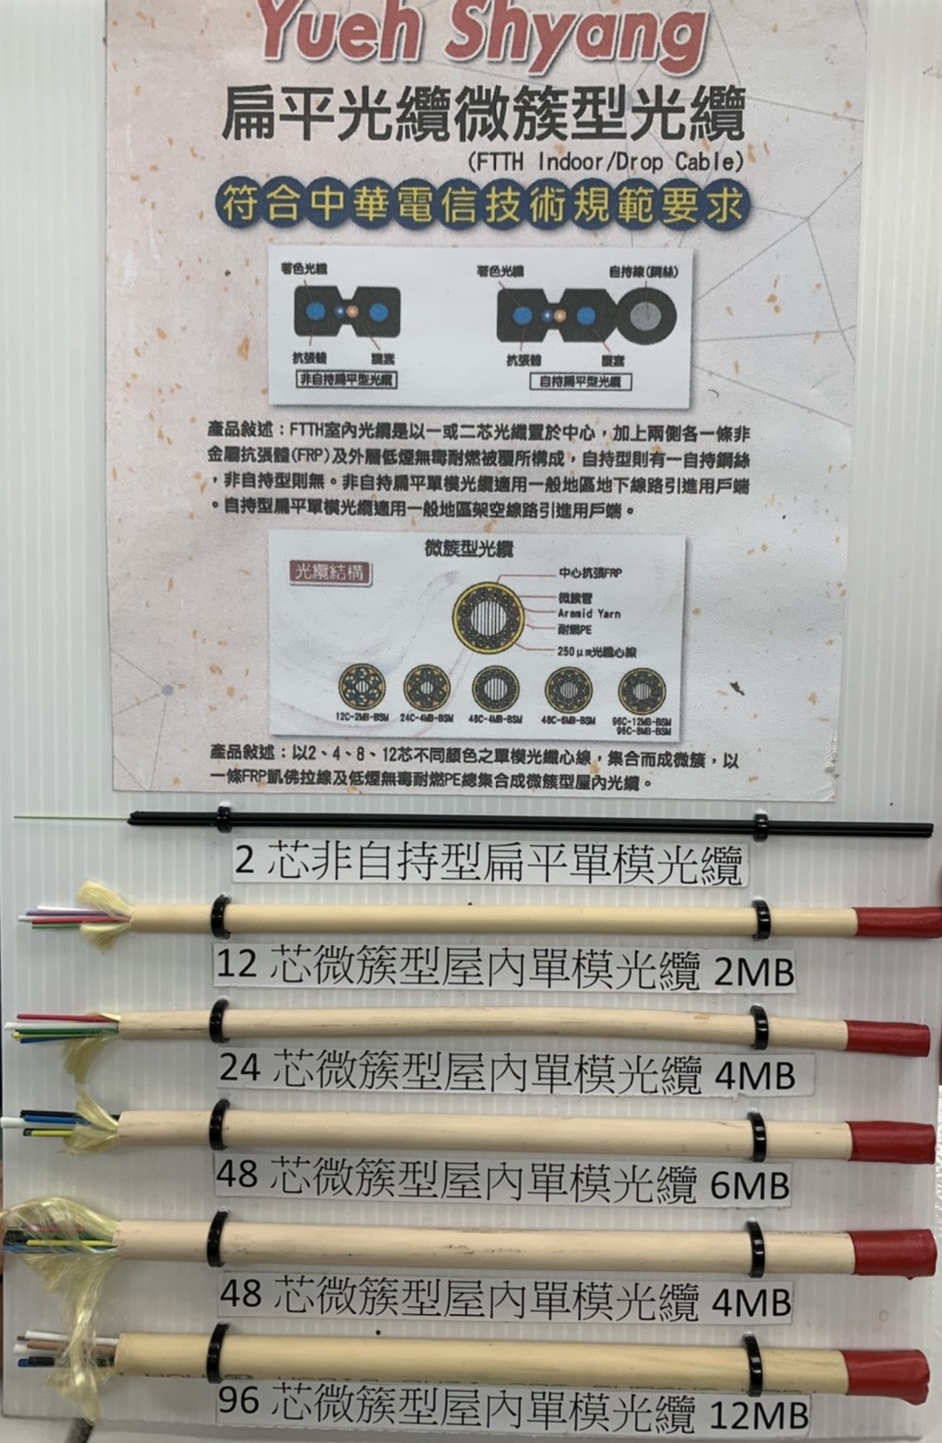 Yueh Shyang
扁平光纜微簇型光纜
(FTTH Indoor/Drop Cable)
符合中華電信技術規範要求
著色光纖
抗張體
護套
非自持扁平型光纜
著色光纖
自持線(鋼絲)
抗張體
護套
自持扁平型光纜
產品敘述：FTTH室內光纜是以一或二芯光纖置於中心，加上兩側各一條非
金屬抗張體(FRP)及外層低煙無毒耐燃被覆所構成，自持型則有一自持鋼絲
，非自持型則無。非自持扁平單模光纜適用一般地區地下線路引進用戶端
。自持型扁平單模光纜適用一般地區架空線路引進用戶端。
微簇型光纜
光纜結構
中心抗張FRP
微簇管
Aramid Yarn
耐燃PE
250μm光纖心線
12C-2MB-BSM
24C-4MB-BSM
48C-4MB-BSM
48C-6MB-BSM
96C-12MB-BSM
96C-8MB-BSM
產品敘述：以2、4、8、12芯不同顏色之單模光纖心線，集合而成微簇，以
一條FRP凱佛拉線及低煙無毒耐燃PE總集合成微簇型屋內光纜。
2 芯非自持型扁平單模光纜
12 芯微簇型屋內單模光纜 2MB
24 芯微簇型屋內單模光纜 4MB
48 芯微簇型屋內單模光纜 6MB
48 芯微簇型屋內單模光纜 4MB
96 芯微簇型屋內單模光纜 12MB